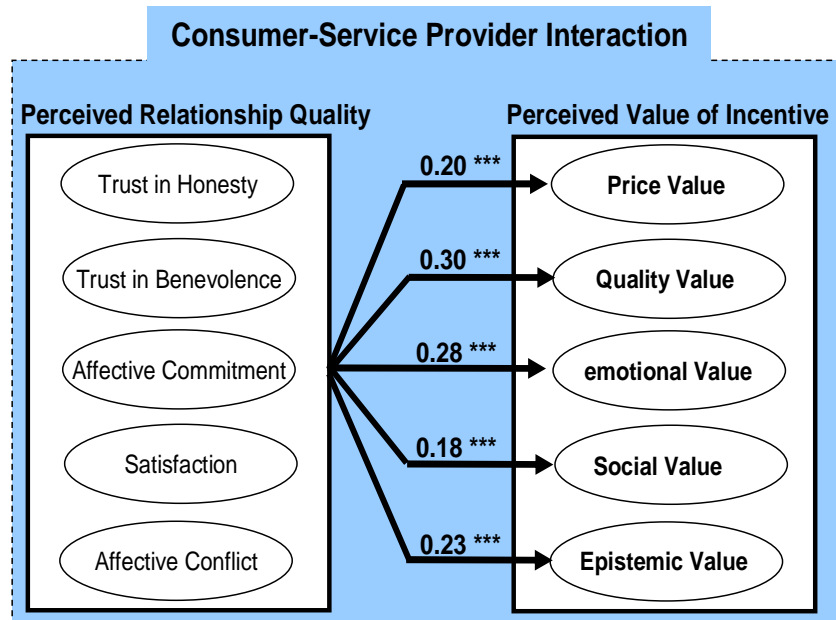 Consumer-Service Provider Interaction
Perceived Relationship Quality
Trust in Honesty
Trust in Benevolence
Affective Commitment
Satisfaction
Affective Conflict
0.20 ***
0.30 ***
0.28 ***
0.18 ***
0.23 ***
Perceived Value of Incentive
Price Value
Quality Value
emotional Value
Social Value
Epistemic Value